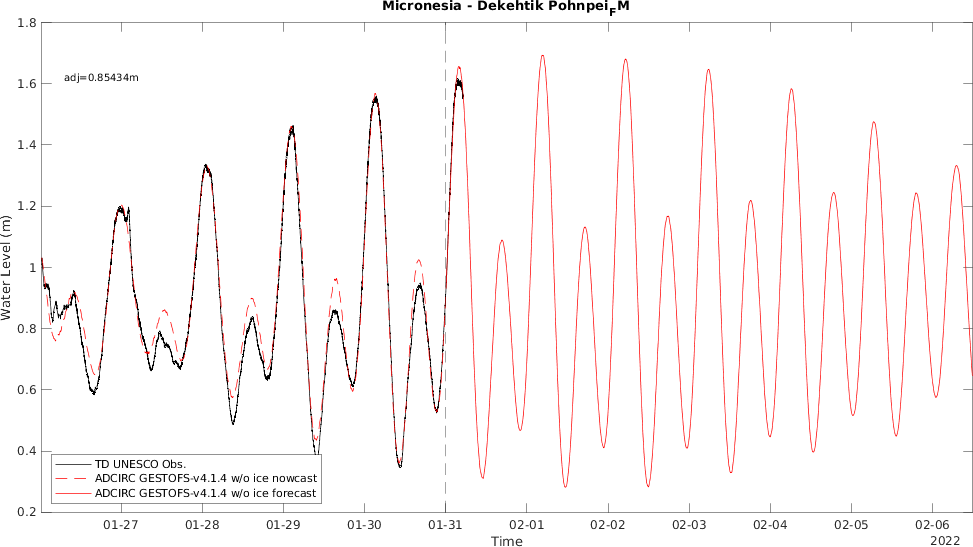 Micronesia - Dekehtik Pohnpei_FM
1.8
adj=0.85434m
1.6
1.4
1.2
1
0.8
0.6
0.4
0.2
Water Level (m)
TD UNESCO Obs.
ADCIRC GESTOFS-v4.1.4 w/o ice nowcast
ADCIRC GESTOFS-v4.1.4 w/o ice forecast
01-27 01-28 01-29 01-30 01-31 02-01 02-02 02-03 02-04 02-05 02-06
Time 2022